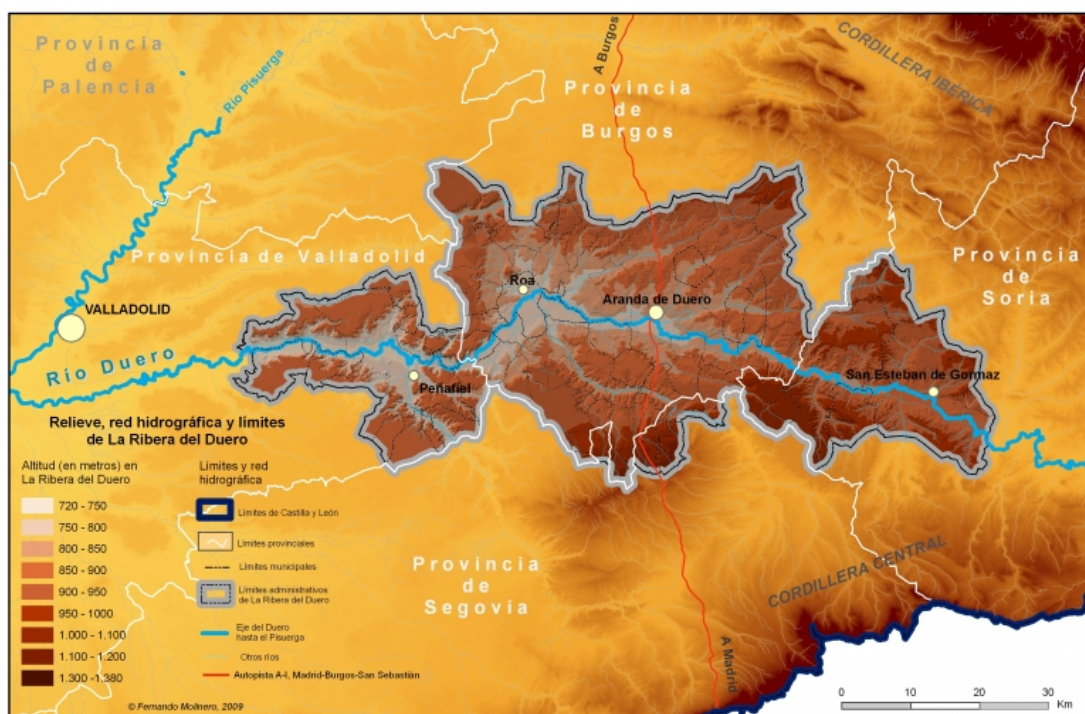 Provincia
de
Palencia
Río Pisuerga
A Burgos
Provincia
de
Burgos
CORDILLERA IBÉRICA
Provincia de Valladolid
Provincia
de
Soria
VALLADOLID
Roa
Aranda de Duero
Río Duero
Peñafiel
San Esteban de Gormaz
Relieve, red hidrográfica y límites
de La Ribera del Duero
Altitud (en metros) en
La Ribera del Duero
720 - 750
750 - 800
800 - 850
850 - 900
900 - 950
950 - 1000
1.000 - 1.100
1.100 - 1.200
1.300 - 1.380
Límites y red
hidrográfica
Límites de Castilla y León
Límites provinciales
Límites municipales
Límites administrativos
de La Ribera del Duero
Eje del Duero
hasta el Pisuerga
Otros ríos
Autopista A-I, Madrid-Burgos-San Sebastián
Provincia
de
Segovia
CORDILLERA CENTRAL
A Madrid
© Fernando Molinero, 2009
0 10 20 30
Km